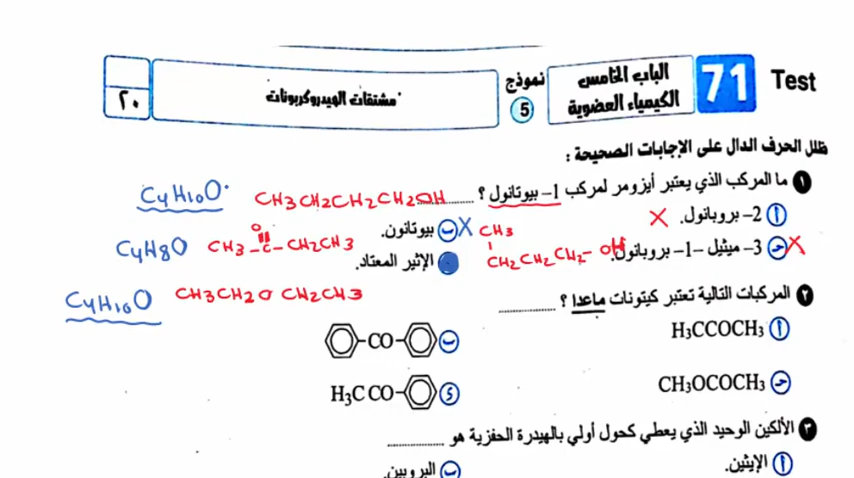 Test 71 الباب الخامس الكيمياء العضوية نموذج 5 مشتقات الهيدروكربونات ٢٠
ظلل الحرف الدال على الإجابات الصحيحة :
١ ما المركب الذي يعتبر أيزومر لمركب 1– بيوتانول ؟ .......... CH3CH2CH2CH2OH C4H10O
أ 2– بروبانول. X ب بيوتانون. X CH3
C4H8O CH3 –C– CH2CH3 O
ج 3– ميثيل –1– بروبانول. X CH2CH2CH2– OH الإثير المعتاد.
C4H10O CH3CH2O CH2CH3
٢ المركبات التالية تعتبر كيتونات ماعدا ؟ ..........
أ H₃CCOCH₃ ب –CO–
ج CH₃OCOCH₃ د H₃C CO–
٣ الألكين الوحيد الذي يعطي كحول أولي بالهيدرة الحفزية هو ..........
أ الإيثين. ب البروبين.